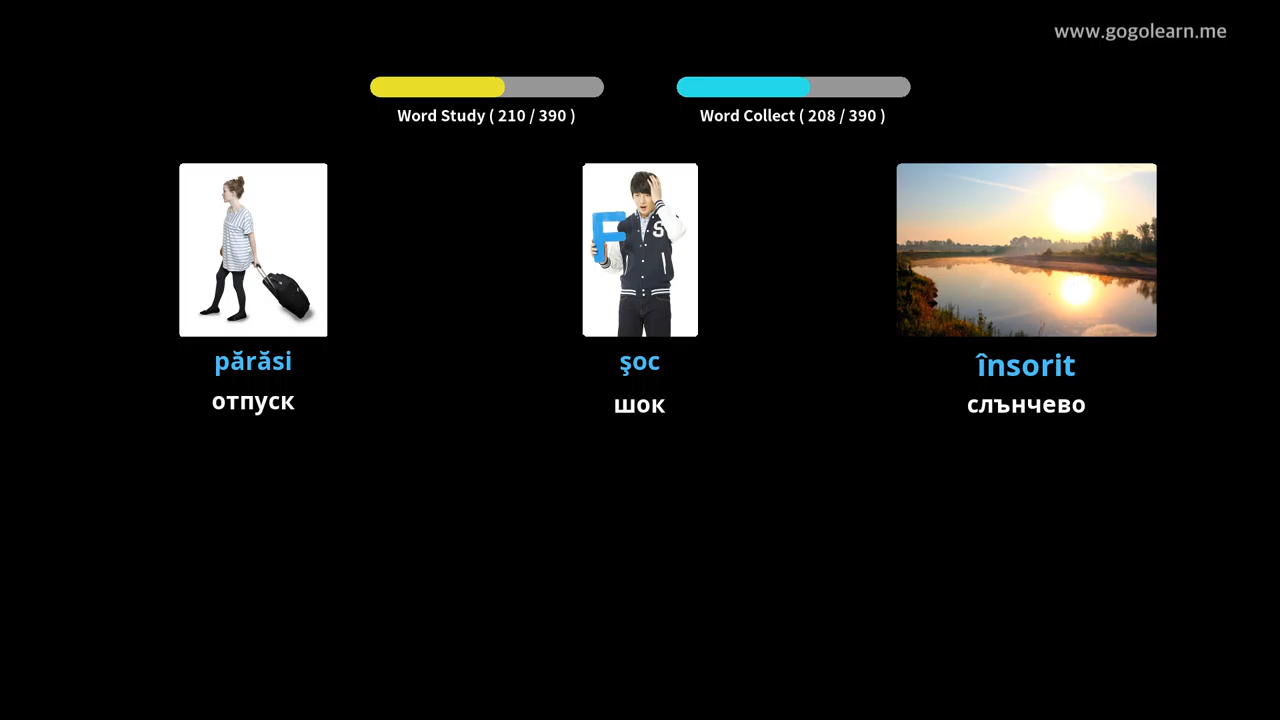 www.gogolearn.me
Word Study ( 210 / 390 )
Word Collect ( 208 / 390 )
F
S
părăsi
şoc
însorit
отпуск
шок
слънчево